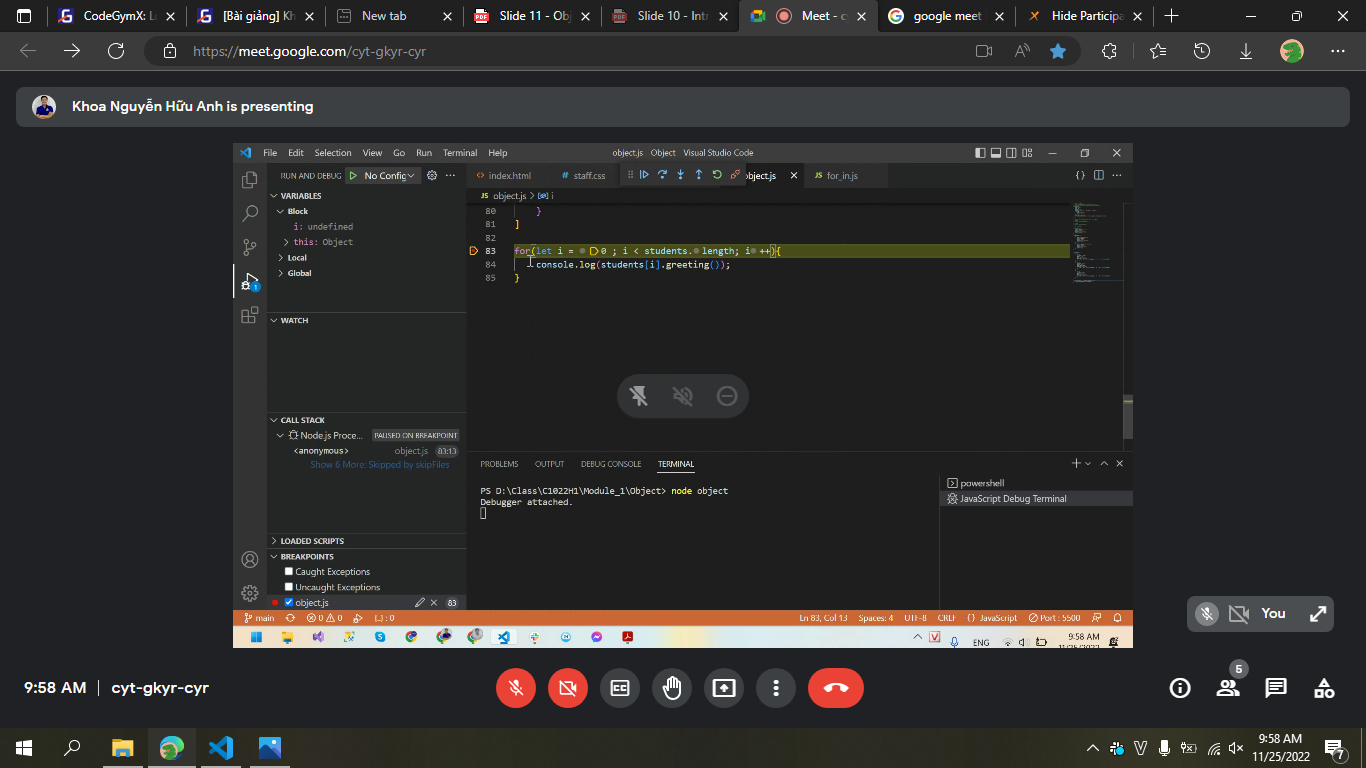 CodeGymX: L
[Bài giảng] Kh
New tab
Slide 11 - Obj
Slide 10 - Intr
Meet - c
google meet
Hide Participa
https://meet.google.com/cyt-gkyr-cyr
Khoa Nguyễn Hữu Anh is presenting
File Edit Selection View Go Run Terminal Help
object.js Object Visual Studio Code
RUN AND DEBUG No Config
index.html
staff.css
object.js
JS for_in.js
JS object.js > i
VARIABLES
Block
i: undefined
this: Object
Local
Global
80 }
81 ]
82
83 for(let i = 0 ; i < students.length; i ++){
84 console.log(students[i].greeting());
85 }
WATCH
CALL STACK
Node.js Proce... PAUSED ON BREAKPOINT
<anonymous> object.js 83:13
Show 6 More: Skipped by skipFiles
LOADED SCRIPTS
BREAKPOINTS
Caught Exceptions
Uncaught Exceptions
object.js 83
PROBLEMS OUTPUT DEBUG CONSOLE TERMINAL
PS D:\Class\C1022H1\Module_1\Object> node object
Debugger attached.
powershell
JavaScript Debug Terminal
main 0 0 [..] : 0
Ln 83, Col 13 Spaces: 4 UTF-8 CRLF {} JavaScript Port : 5500
ENG
9:58 AM
11/25/2022
You
9:58 AM | cyt-gkyr-cyr
5
9:58 AM
11/25/2022
7